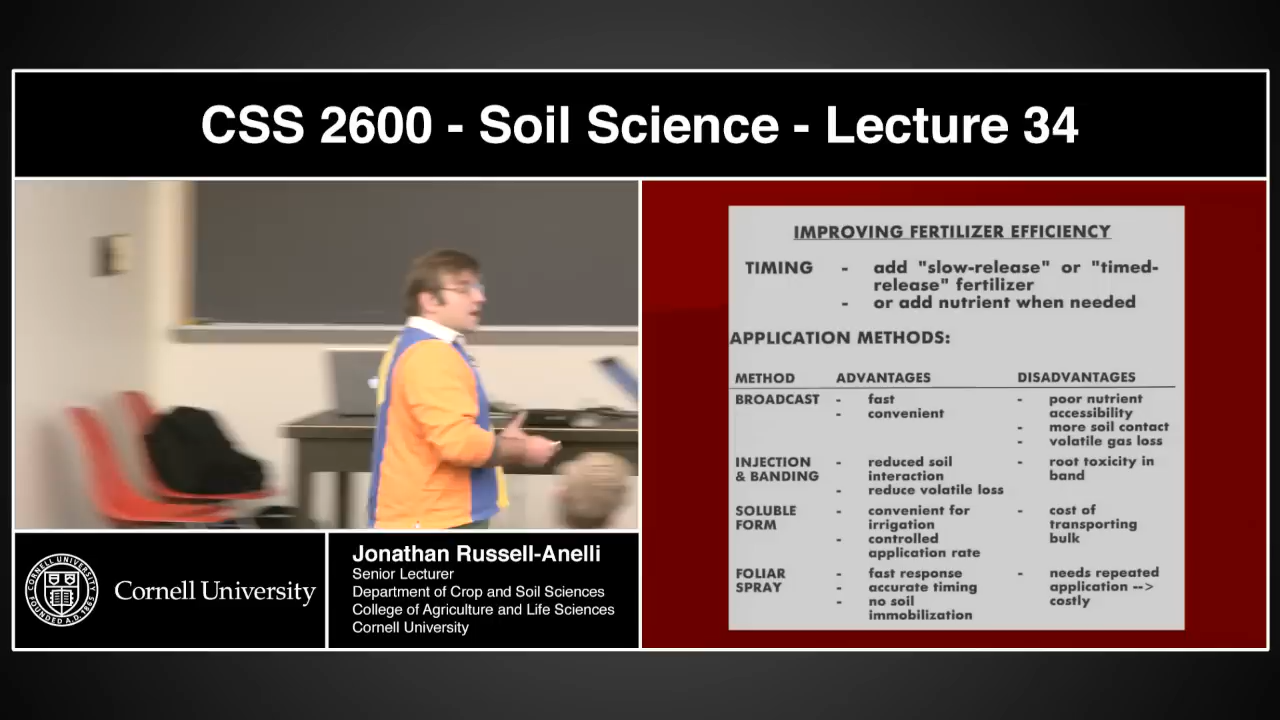 CSS 2600 - Soil Science - Lecture 34
IMPROVING FERTILIZER EFFICIENCY
TIMING - add "slow-release" or "timed-
release" fertilizer
- or add nutrient when needed
APPLICATION METHODS:
METHOD ADVANTAGES DISADVANTAGES
BROADCAST - fast - poor nutrient
- convenient accessibility
- more soil contact
- volatile gas loss
INJECTION - reduced soil - root toxicity in
& BANDING interaction band
- reduce volatile loss
SOLUBLE - convenient for - cost of
FORM irrigation transporting
- controlled bulk
application rate
FOLIAR - fast response - needs repeated
SPRAY - accurate timing application -->
- no soil costly
immobilization
CORNELL UNIVERSITY
FOUNDED A.D. 1865
Cornell University
Jonathan Russell-Anelli
Senior Lecturer
Department of Crop and Soil Sciences
College of Agriculture and Life Sciences
Cornell University